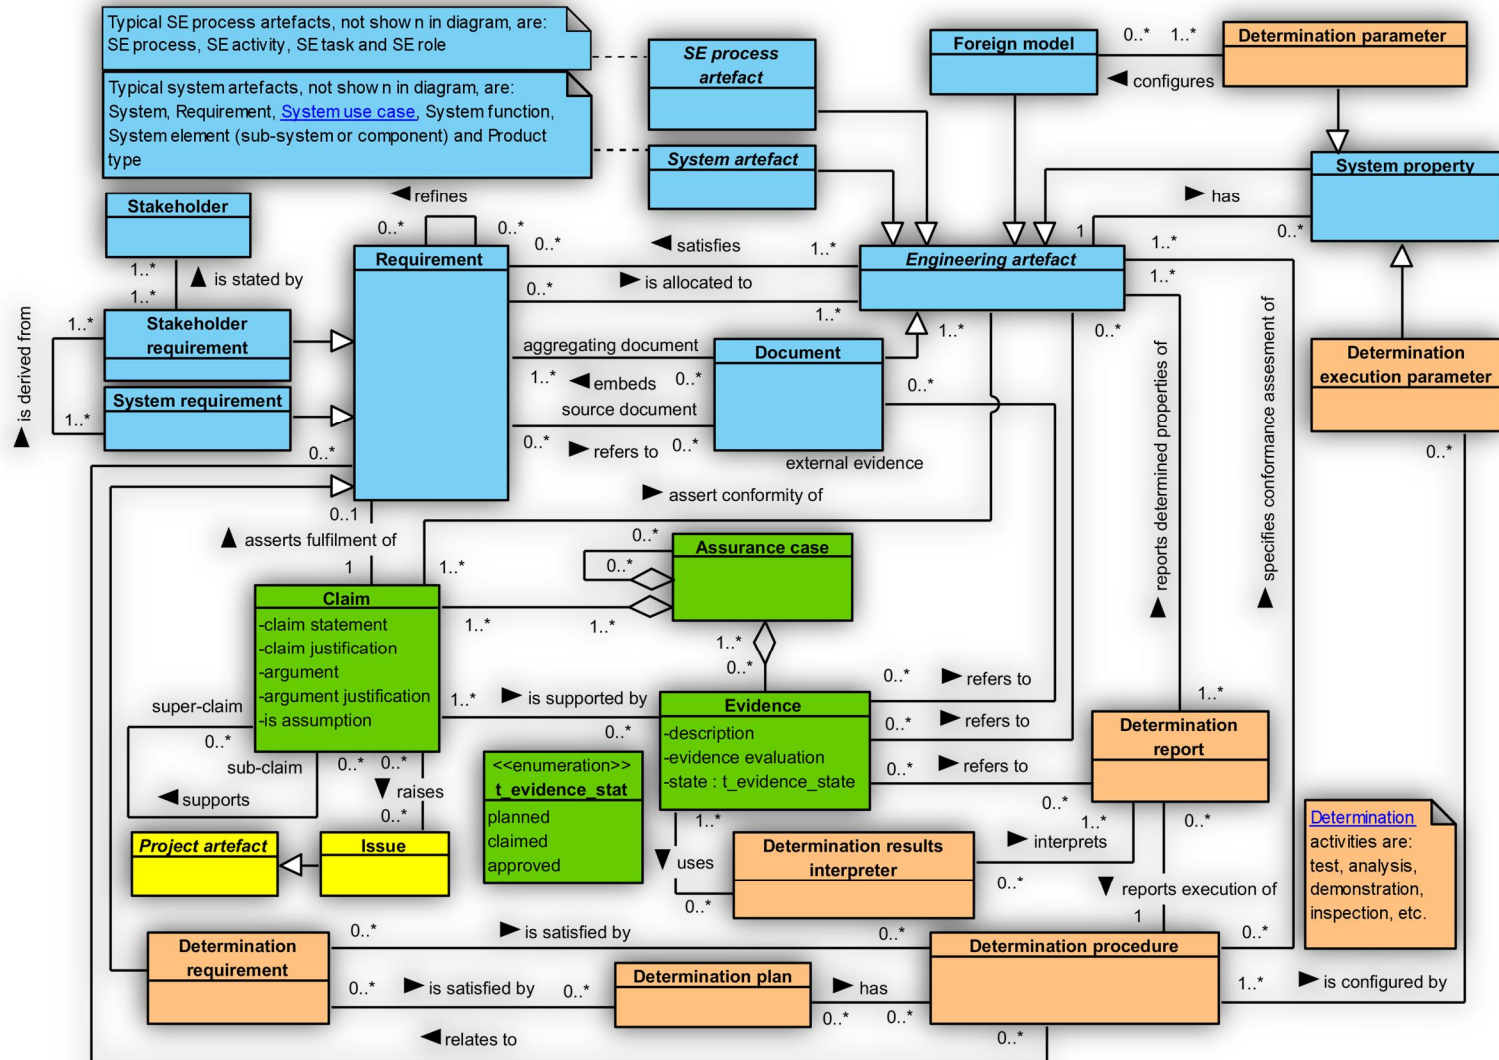 Typical SE process artefacts, not shown in diagram, are:
SE process, SE activity, SE task and SE role
Typical system artefacts, not shown in diagram, are:
System, Requirement, System use case, System function,
System element (sub-system or component) and Product
type
SE process
artefact
System artefact
Foreign model
0..*
1..*
configures
Determination parameter
System property
has
1
0..*
Stakeholder
1..*
is stated by
1..*
refines
0..*
0..*
Requirement
0..*
satisfies
1..*
0..*
is allocated to
1..*
Engineering artefact
1..*
1..*
0..*
1..*
Stakeholder
requirement
System requirement
is derived from
1..*
1..*
aggregating document
1..*
embeds
0..*
source document
0..*
refers to
0..*
Document
0..*
external evidence
Determination
execution parameter
0..*
reports determined properties of
specifies conformance assesment of
0..*
0..1
asserts fulfilment of
1
assert conformity of
1..*
0..*
0..*
Assurance case
1..*
1..*
1..*
0..*
Claim
-claim statement
-claim justification
-argument
-argument justification
-is assumption
super-claim
0..*
sub-claim
0..*
supports
1..*
is supported by
0..*
Evidence
-description
-evidence evaluation
-state : t_evidence_state
0..*
refers to
0..*
refers to
0..*
refers to
0..*
1..*
Determination
report
<<enumeration>>
t_evidence_stat
planned
claimed
approved
0..*
raises
0..*
Project artefact
Issue
1..*
uses
0..*
Determination results
interpreter
1..*
interprets
0..*
0..*
reports execution of
1
Determination
activities are:
test, analysis,
demonstration,
inspection, etc.
Determination
requirement
0..*
is satisfied by
0..*
0..*
is satisfied by
0..*
Determination plan
has
0..*
0..*
Determination procedure
0..*
1..*
is configured by
relates to
0..*